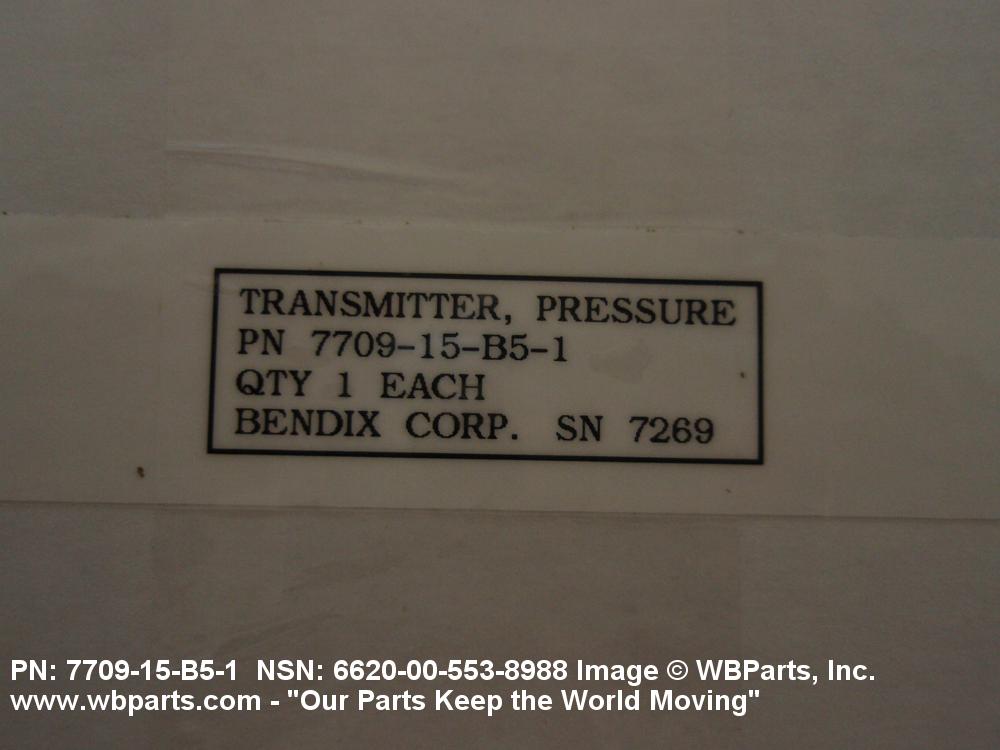 TRANSMITTER, PRESSURE
PN 7709-15-B5-1
QTY 1 EACH
BENDIX CORP. SN 7269
PN: 7709-15-B5-1 NSN: 6620-00-553-8988 Image © WBParts, Inc.
www.wbparts.com - "Our Parts Keep the World Moving"